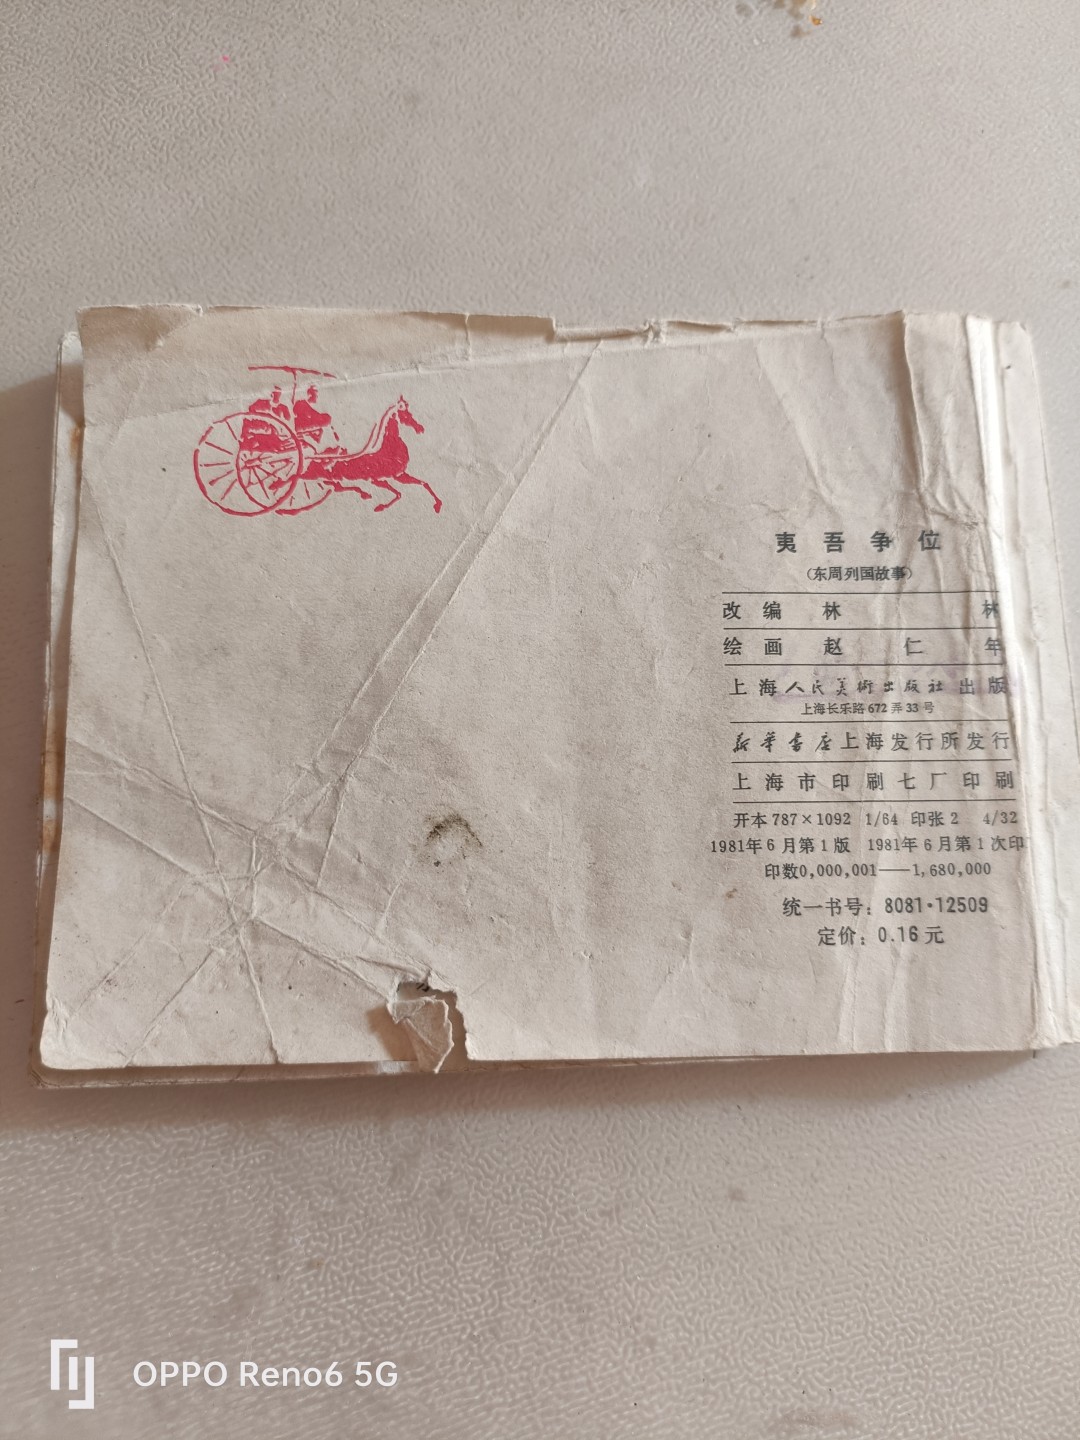 夷吾争位
（东周列国故事）
改编 林林
绘画 赵仁年
上海人民美術出版社出版
上海长乐路672弄33号
新华書店上海发行所发行
上海市印刷七厂印刷
开本787×1092 1/64 印张2 4/32
1981年6月第1版 1981年6月第1次印
印数0,000,001——1,680,000
统一书号：8081·12509
定价：0.16元
OPPO Reno6 5G